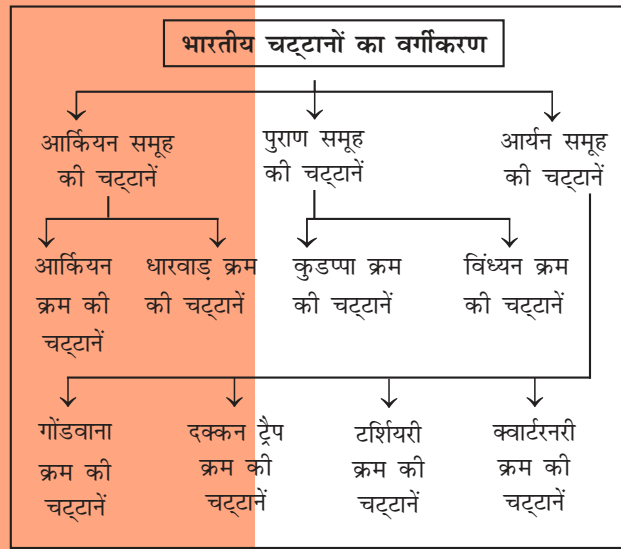 भारतीय चट्टानों का वर्गीकरण
आर्कियन समूह
की चट्टानें
पुराण समूह
की चट्टानें
आर्यन समूह
की चट्टानें
आर्कियन
क्रम की
चट्टानें
धारवाड़ क्रम
की चट्टानें
कुडप्पा क्रम
की चट्टानें
विंध्यन क्रम
की चट्टानें
गोंडवाना
क्रम की
चट्टानें
दक्कन ट्रैप
क्रम की
चट्टानें
टर्शियरी
क्रम की
चट्टानें
क्वार्टरनरी
क्रम की
चट्टानें